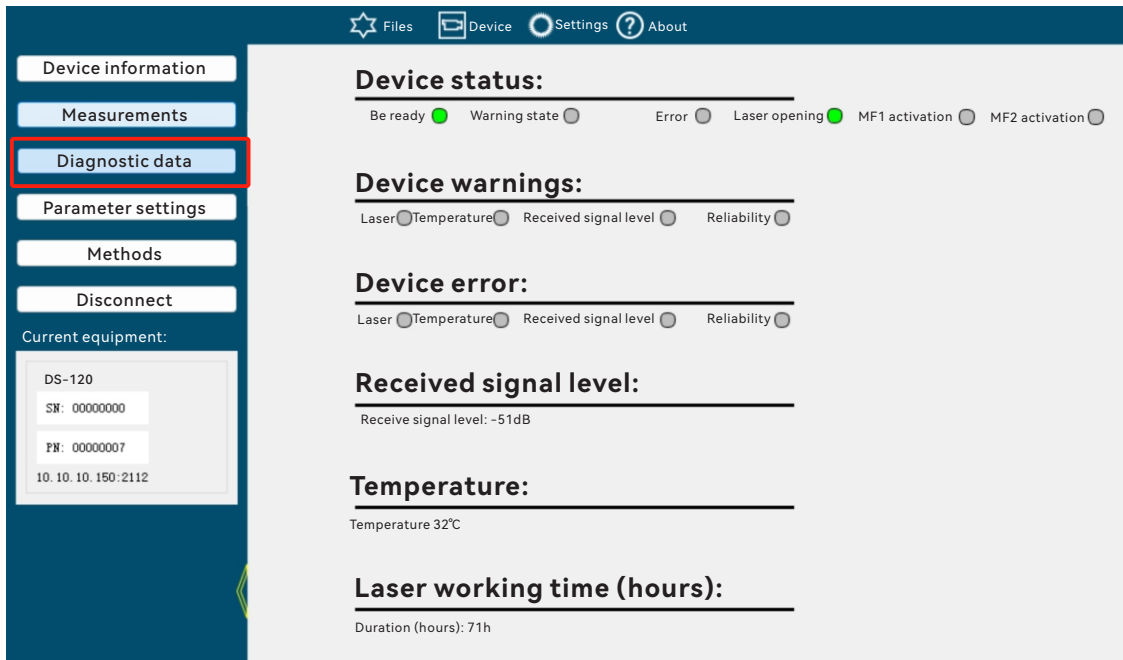 Files Device Settings ? About
Device information
Measurements
Diagnostic data
Parameter settings
Methods
Disconnect
Current equipment:
DS-120
SN: 00000000
PN: 00000007
10.10.10.150:2112
Device status:
Be ready Warning state Error Laser opening MF1 activation MF2 activation
Device warnings:
Laser Temperature Received signal level Reliability
Device error:
Laser Temperature Received signal level Reliability
Received signal level:
Receive signal level: -51dB
Temperature:
Temperature 32℃
Laser working time (hours):
Duration (hours): 71h